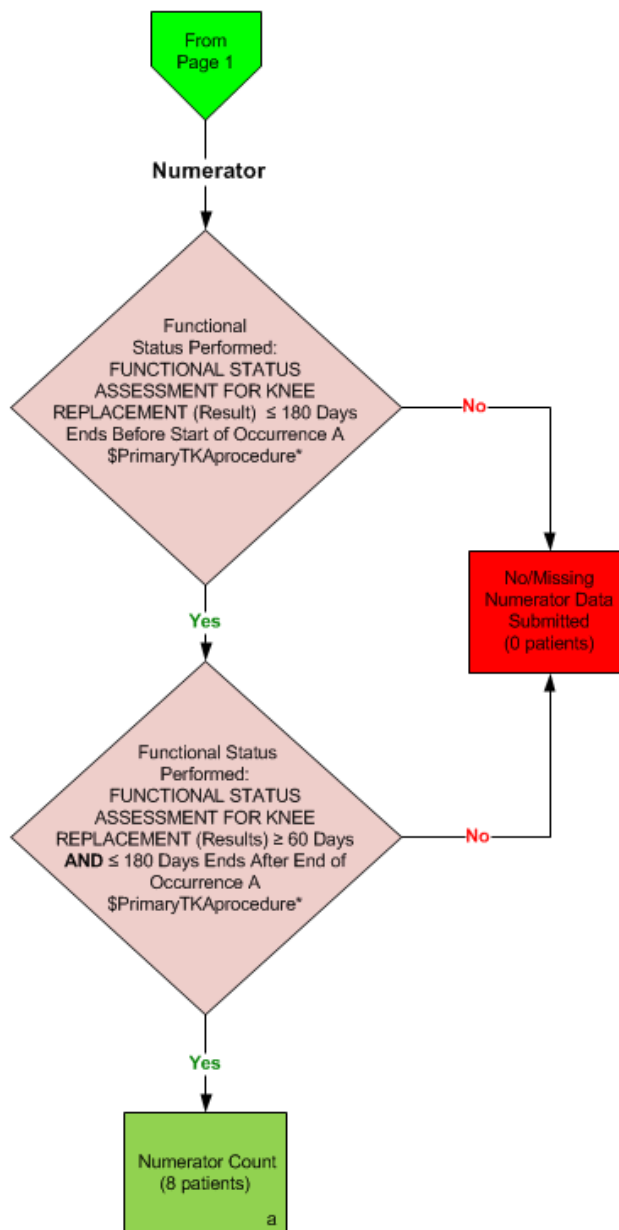 From
Page 1
Numerator
Functional
Status Performed:
FUNCTIONAL STATUS
ASSESSMENT FOR KNEE
REPLACEMENT (Result) ≤ 180 Days
Ends Before Start of Occurrence A
$PrimaryTKAprocedure*
No
No/Missing
Numerator Data
Submitted
(0 patients)
Yes
Functional Status
Performed:
FUNCTIONAL STATUS
ASSESSMENT FOR KNEE
REPLACEMENT (Results) ≥ 60 Days
AND ≤ 180 Days Ends After End of
Occurrence A
$PrimaryTKAprocedure*
No
Yes
Numerator Count
(8 patients)
a